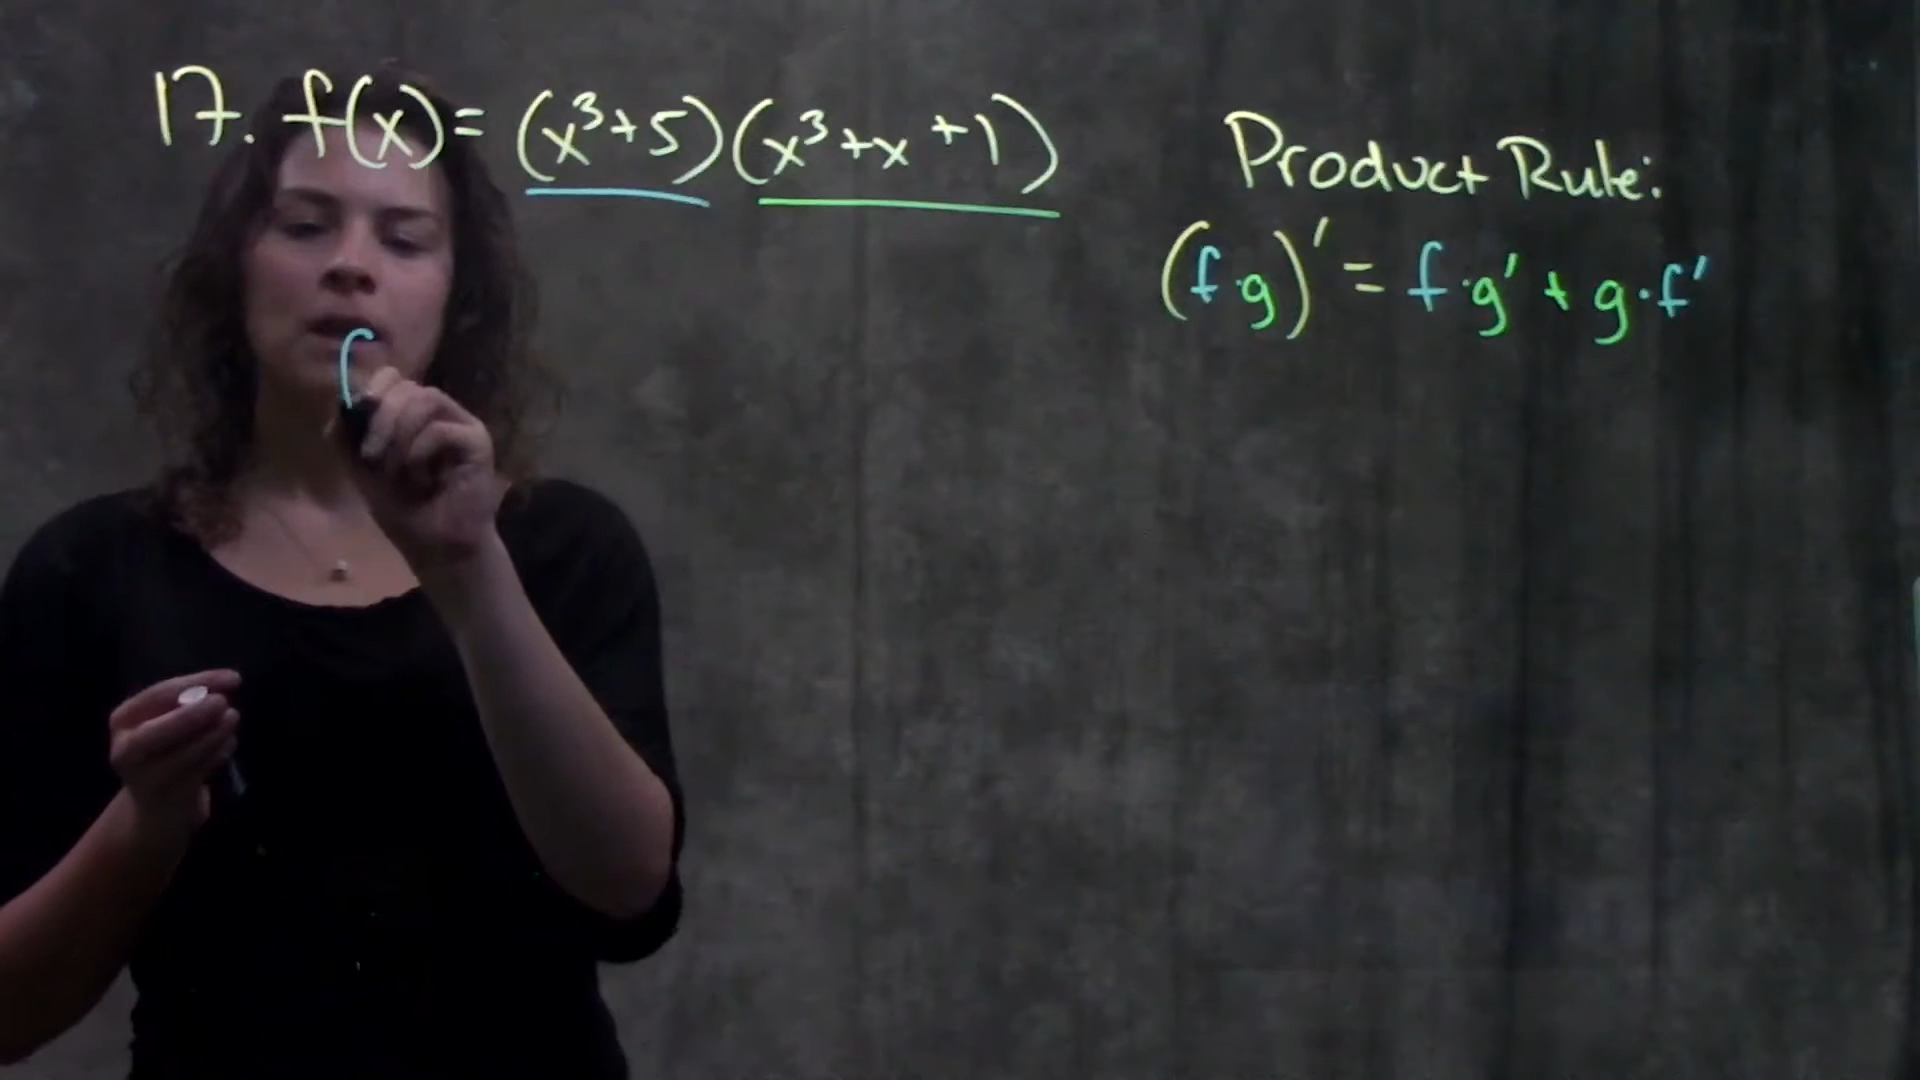 17. f(x) = (x³+5)(x³+x+1)
Product Rule:
(f·g)' = f·g' + g·f'
f